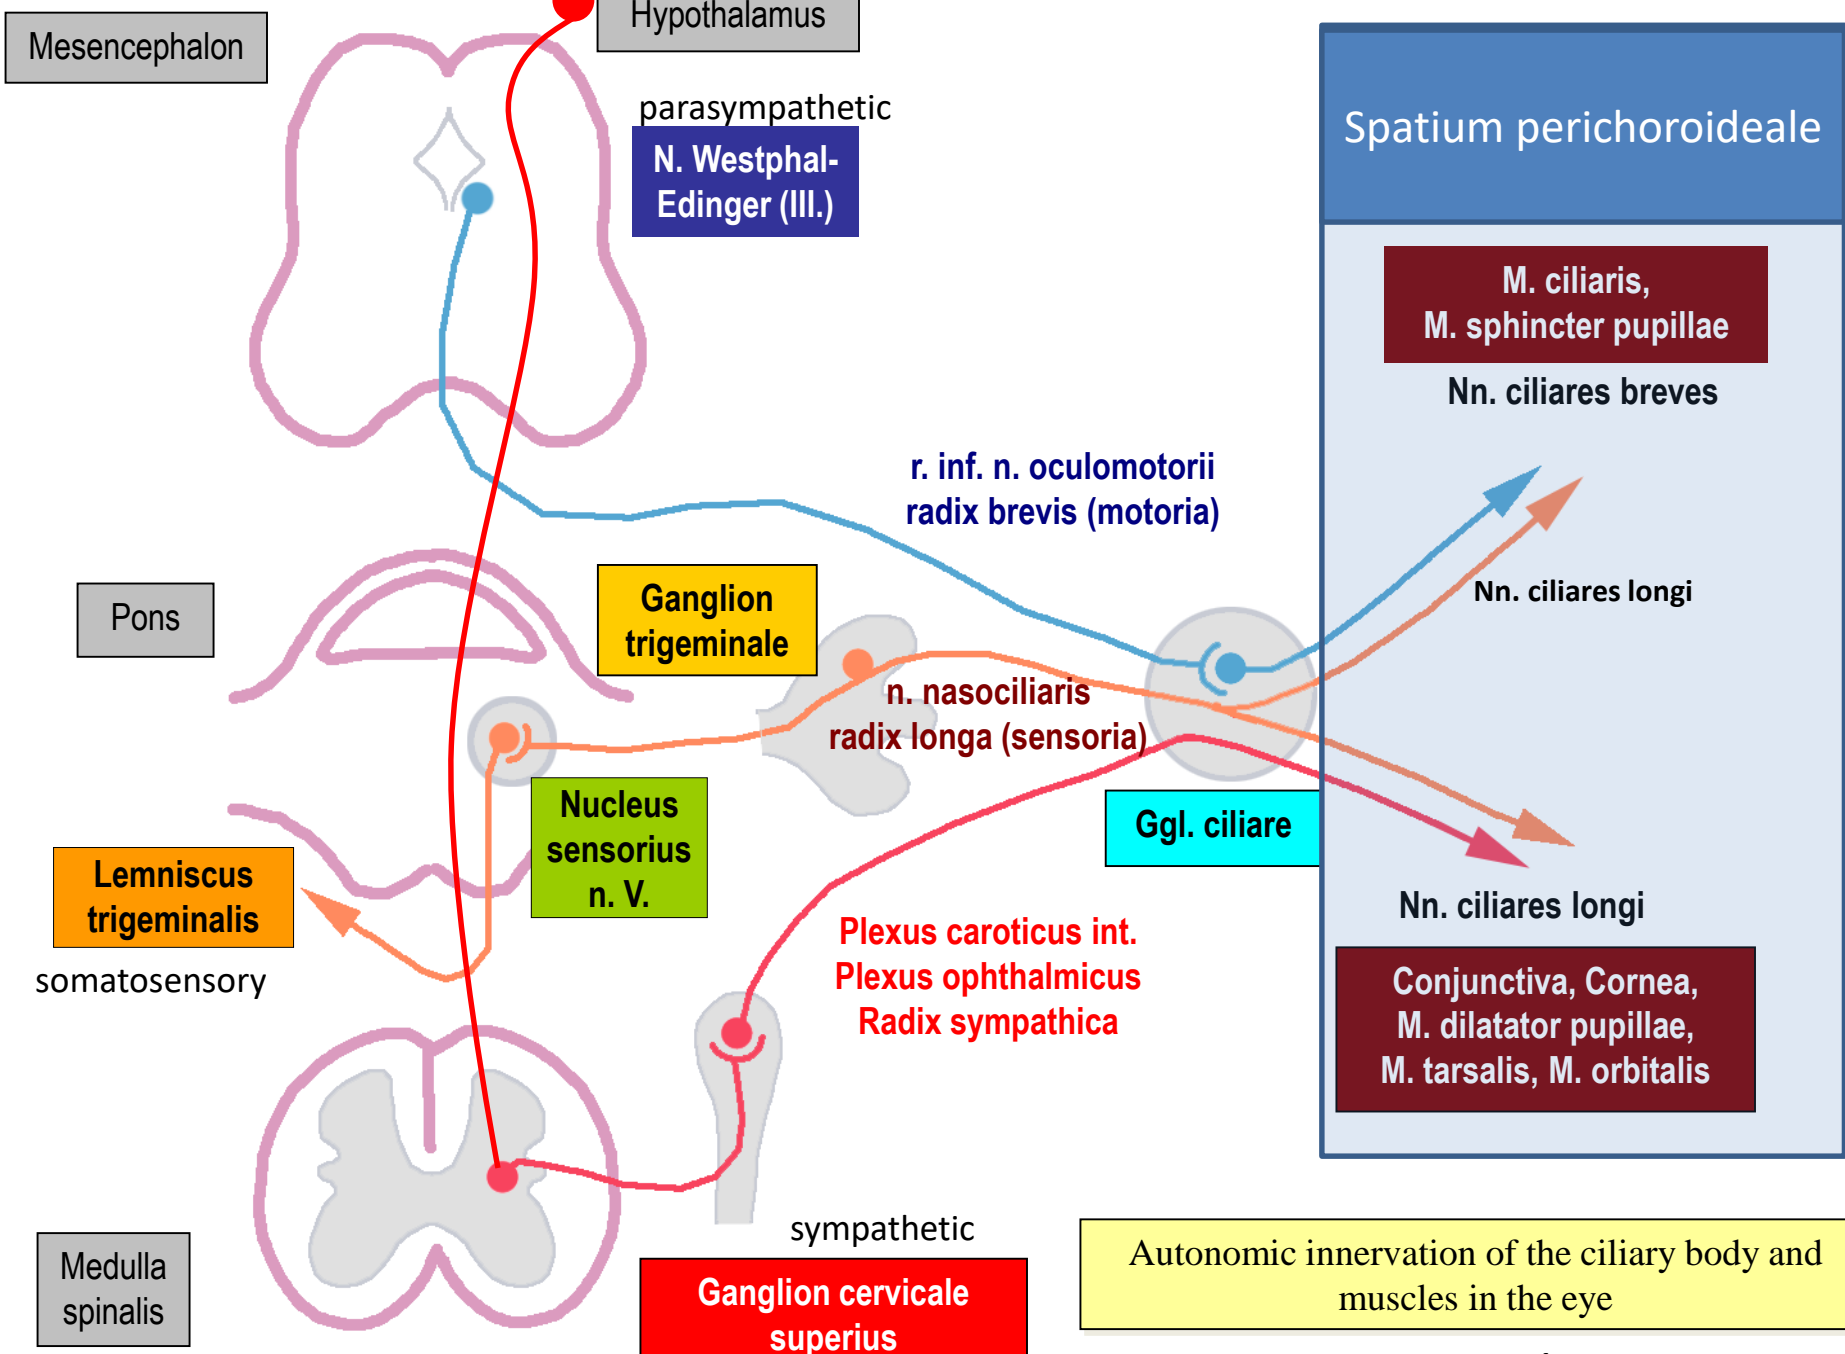 Mesencephalon
Hypothalamus
parasympathetic
N. Westphal-
Edinger (III.)
Spatium perichoroideale
M. ciliaris,
M. sphincter pupillae
Nn. ciliares breves
r. inf. n. oculomotorii
radix brevis (motoria)
Nn. ciliares longi
Pons
Ganglion
trigeminale
n. nasociliaris
radix longa (sensoria)
Nucleus
sensorius
n. V.
Ggl. ciliare
Lemniscus
trigeminalis
somatosensory
Plexus caroticus int.
Plexus ophthalmicus
Radix sympathica
Nn. ciliares longi
Conjunctiva, Cornea,
M. dilatator pupillae,
M. tarsalis, M. orbitalis
Medulla
spinalis
sympathetic
Ganglion cervicale
superius
Autonomic innervation of the ciliary body and
muscles in the eye